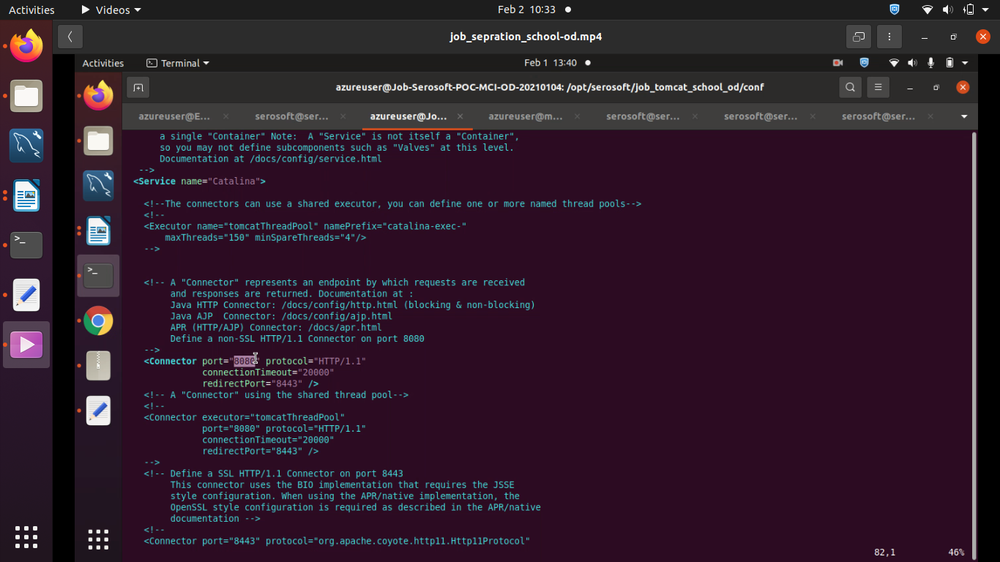 Activities
Videos
Feb 2 10:33
job_sepration_school-od.mp4
Activities
Terminal
Feb 1 13:40
azureuser@Job-Serosoft-POC-MCI-OD-20210104: /opt/serosoft/job_tomcat_school_od/conf
azureuser@E...
serosoft@ser...
azureuser@Jo...
azureuser@m...
serosoft@ser...
serosoft@ser...
serosoft@ser...
a single "Container" Note:  A "Service" is not itself a "Container",
so you may not define subcomponents such as "Valves" at this level.
Documentation at /docs/config/service.html
-->
<Service name="Catalina">
<!--The connectors can use a shared executor, you can define one or more named thread pools-->
<!--
<Executor name="tomcatThreadPool" namePrefix="catalina-exec-"
maxThreads="150" minSpareThreads="4"/>
-->
<!-- A "Connector" represents an endpoint by which requests are received
and responses are returned. Documentation at :
Java HTTP Connector: /docs/config/http.html (blocking & non-blocking)
Java AJP  Connector: /docs/config/ajp.html
APR (HTTP/AJP) Connector: /docs/apr.html
Define a non-SSL HTTP/1.1 Connector on port 8080
-->
<Connector port="8080" protocol="HTTP/1.1"
connectionTimeout="20000"
redirectPort="8443" />
<!-- A "Connector" using the shared thread pool-->
<!--
<Connector executor="tomcatThreadPool"
port="8080" protocol="HTTP/1.1"
connectionTimeout="20000"
redirectPort="8443" />
-->
<!-- Define a SSL HTTP/1.1 Connector on port 8443
This connector uses the BIO implementation that requires the JSSE
style configuration. When using the APR/native implementation, the
OpenSSL style configuration is required as described in the APR/native
documentation -->
<!--
<Connector port="8443" protocol="org.apache.coyote.http11.Http11Protocol"
82,1 46%